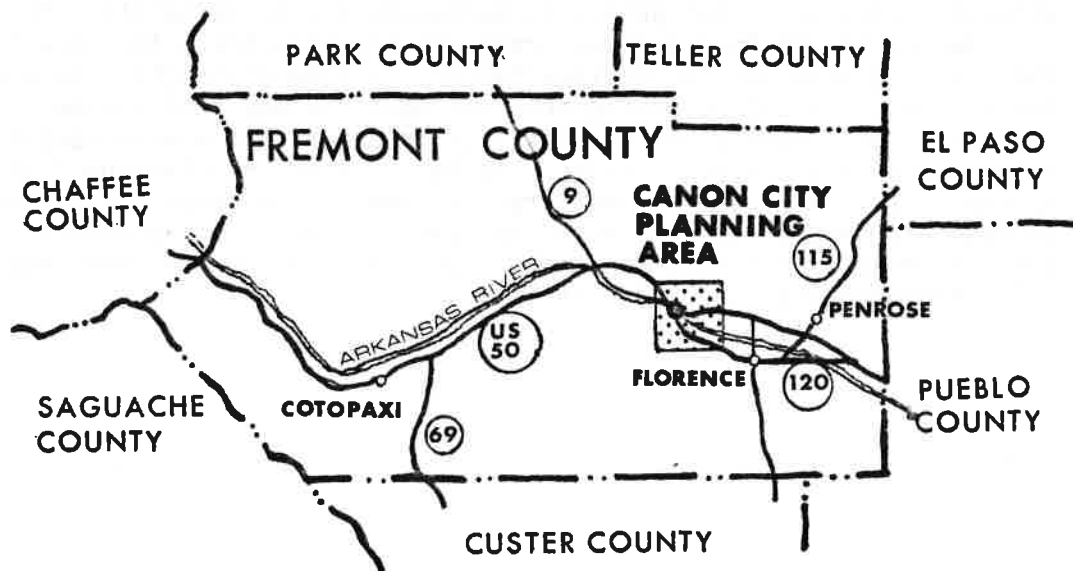 PARK COUNTY
TELLER COUNTY
FREMONT COUNTY
EL PASO
COUNTY
CHAFFEE
COUNTY
9
CANON CITY
PLANNING
AREA
115
ARKANSAS RIVER
PENROSE
US
50
FLORENCE
120
COTOPAXI
SAGUACHE
COUNTY
69
PUEBLO
COUNTY
CUSTER COUNTY